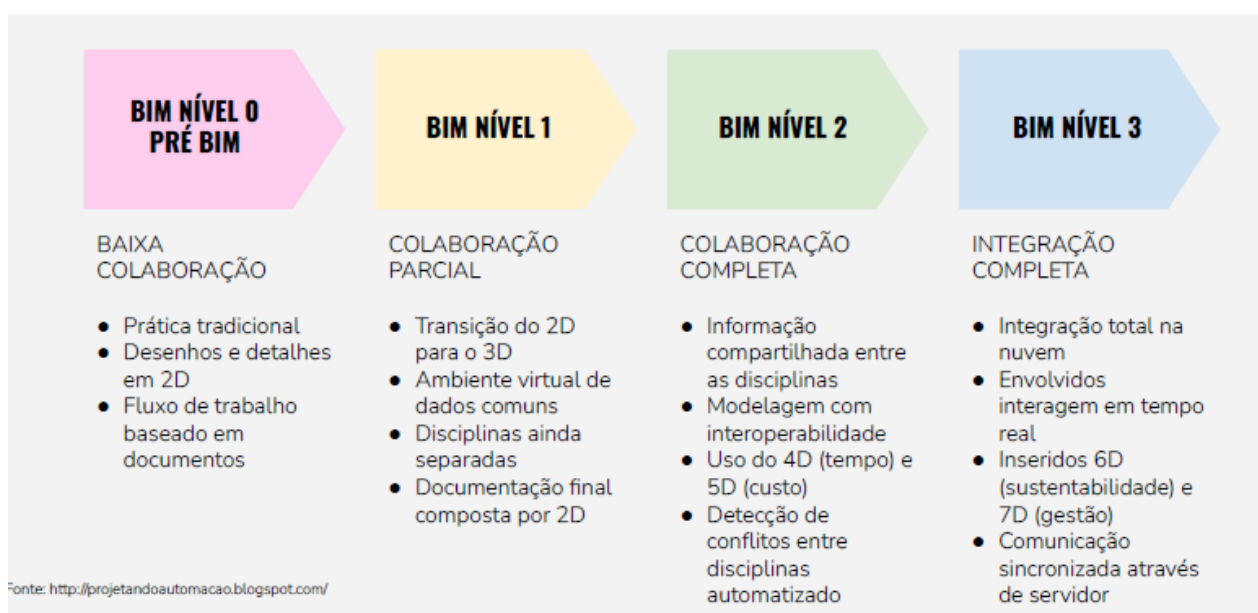 BIM NÍVEL 0
PRÉ BIM
BAIXA
COLABORAÇÃO
● Prática tradicional
● Desenhos e detalhes
em 2D
● Fluxo de trabalho
baseado em
documentos
BIM NÍVEL 1
COLABORAÇÃO
PARCIAL
● Transição do 2D
para o 3D
● Ambiente virtual de
dados comuns
● Disciplinas ainda
separadas
● Documentação final
composta por 2D
BIM NÍVEL 2
COLABORAÇÃO
COMPLETA
● Informação
compartilhada entre
as disciplinas
● Modelagem com
interoperabilidade
● Uso do 4D (tempo) e
5D (custo)
● Detecção de
conflitos entre
disciplinas
automatizado
BIM NÍVEL 3
INTEGRAÇÃO
COMPLETA
● Integração total na
nuvem
● Envolvidos
interagem em tempo
real
● Inseridos 6D
(sustentabilidade) e
7D (gestão)
● Comunicação
sincronizada através
de servidor
Fonte: http://projetandoautomacao.blogspot.com/